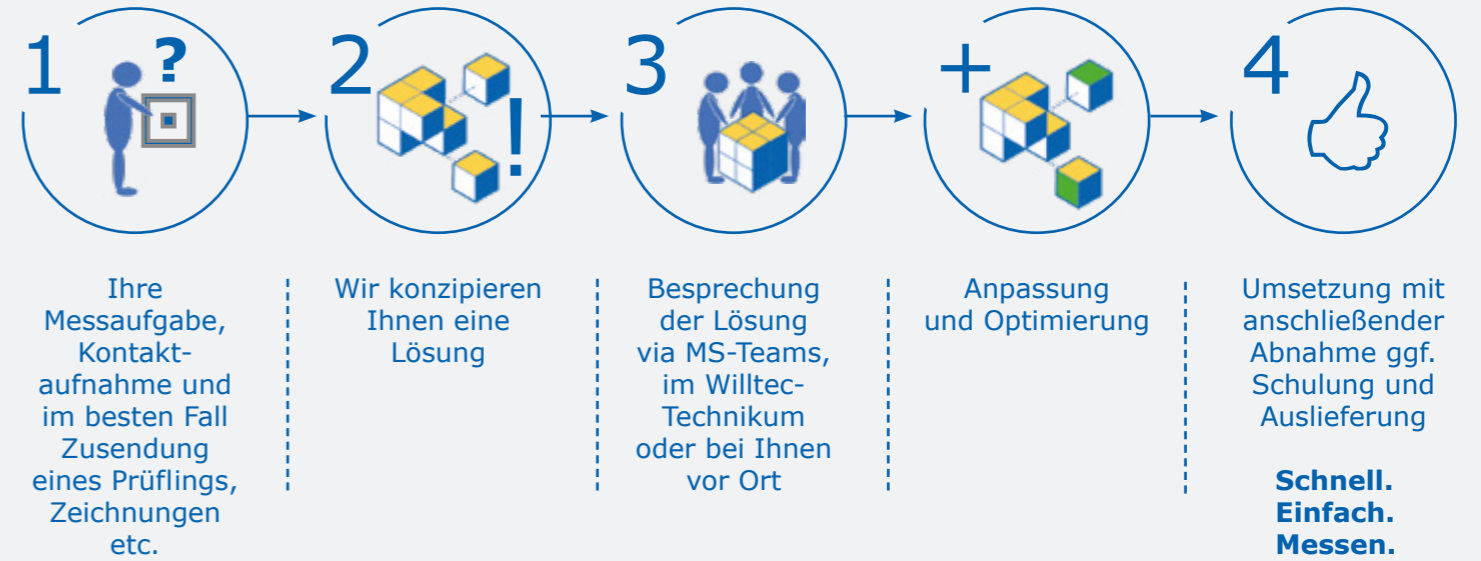 1
?
2
!
3
+
4
Ihre
Messaufgabe,
Kontakt-
aufnahme und
im besten Fall
Zusendung
eines Prüflings,
Zeichnungen
etc.
Wir konzipieren
Ihnen eine
Lösung
Besprechung
der Lösung
via MS-Teams,
im Willtec-
Technikum
oder bei Ihnen
vor Ort
Anpassung
und Optimierung
Umsetzung mit
anschließender
Abnahme ggf.
Schulung und
Auslieferung
Schnell.
Einfach.
Messen.